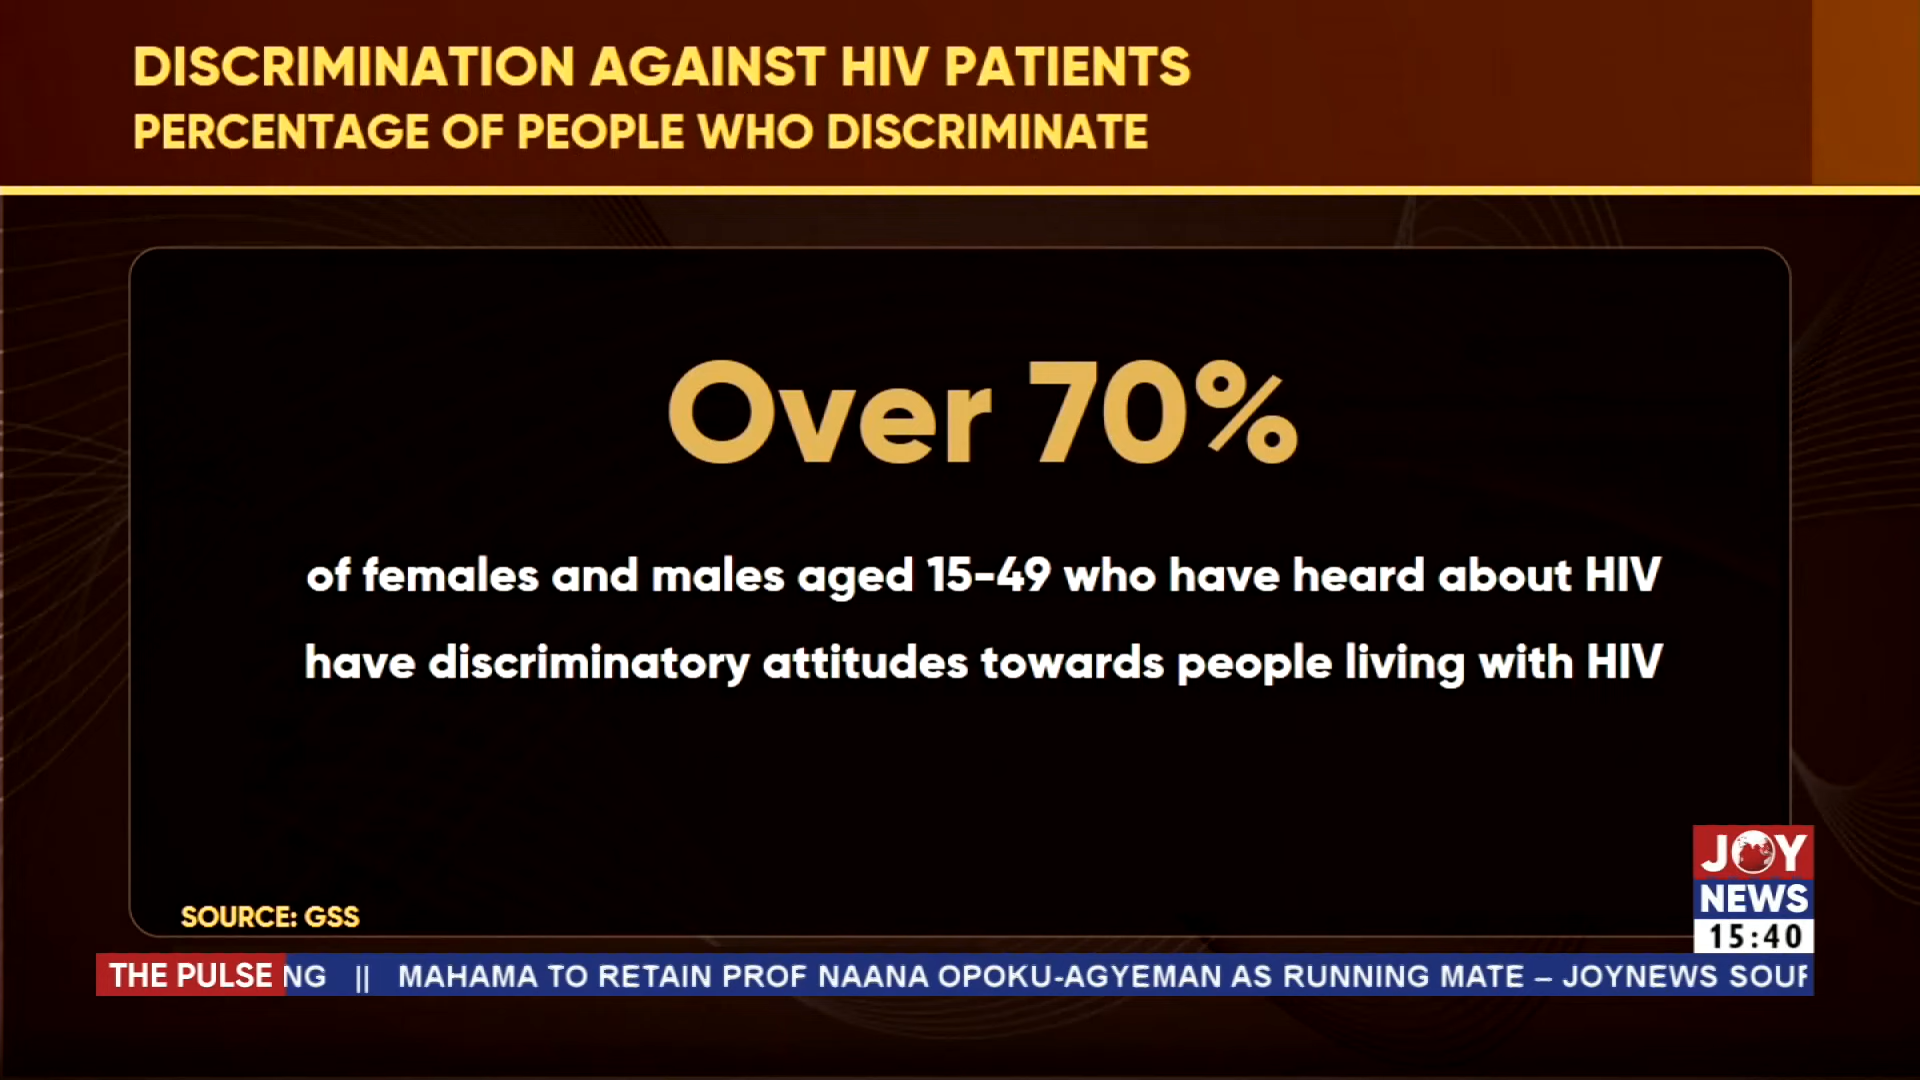 DISCRIMINATION AGAINST HIV PATIENTS
PERCENTAGE OF PEOPLE WHO DISCRIMINATE
Over 70%
of females and males aged 15-49 who have heard about HIV
have discriminatory attitudes towards people living with HIV
SOURCE: GSS
JOY
NEWS
15:40
THE PULSE NG || MAHAMA TO RETAIN PROF NAANA OPOKU-AGYEMAN AS RUNNING MATE – JOYNEWS